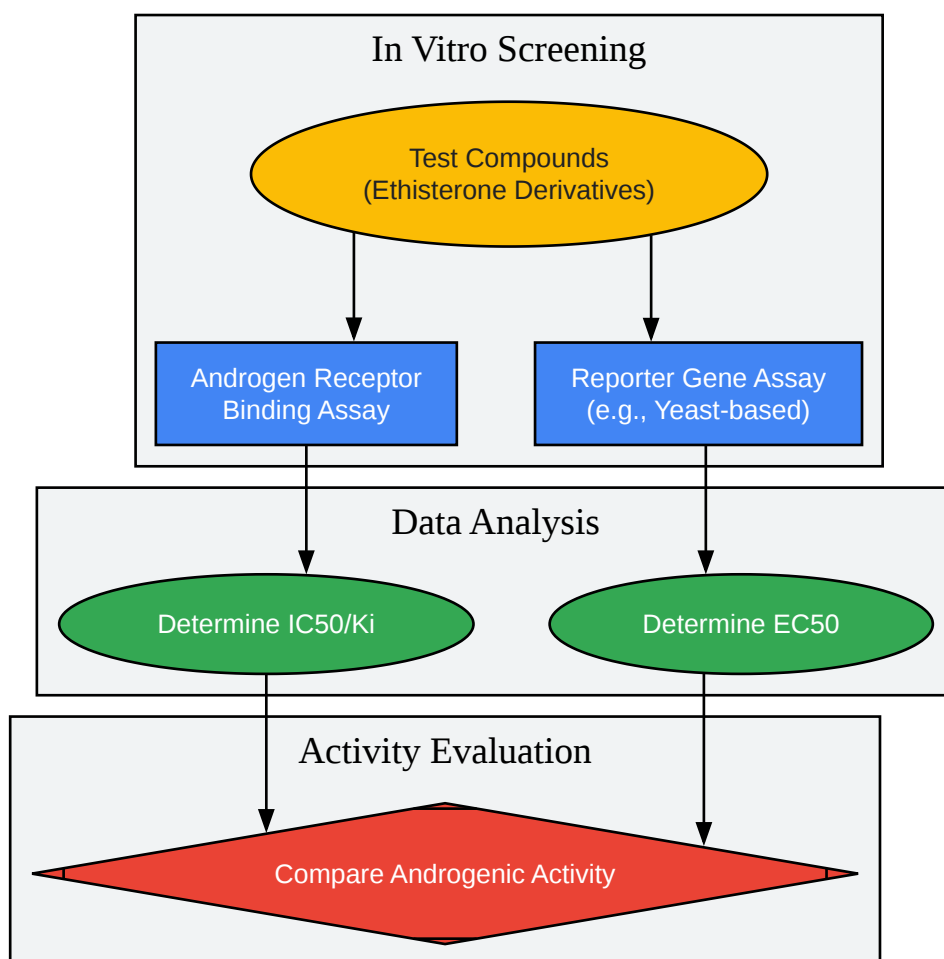 In Vitro Screening
Test Compounds
(Ethisterone Derivatives)
Androgen Receptor
Binding Assay
Reporter Gene Assay
(e.g., Yeast-based)
Data Analysis
Determine IC50/Ki
Determine EC50
Activity Evaluation
Compare Androgenic Activity